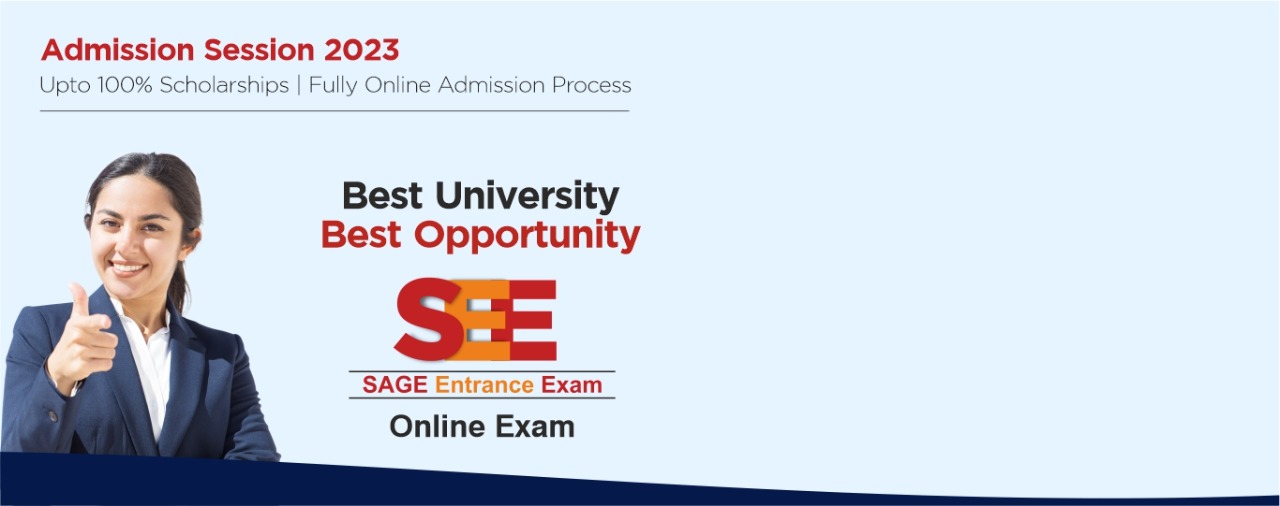 Admission Session 2023
Upto 100% Scholarships | Fully Online Admission Process
Best University
Best Opportunity
SEE
SAGE Entrance Exam
Online Exam